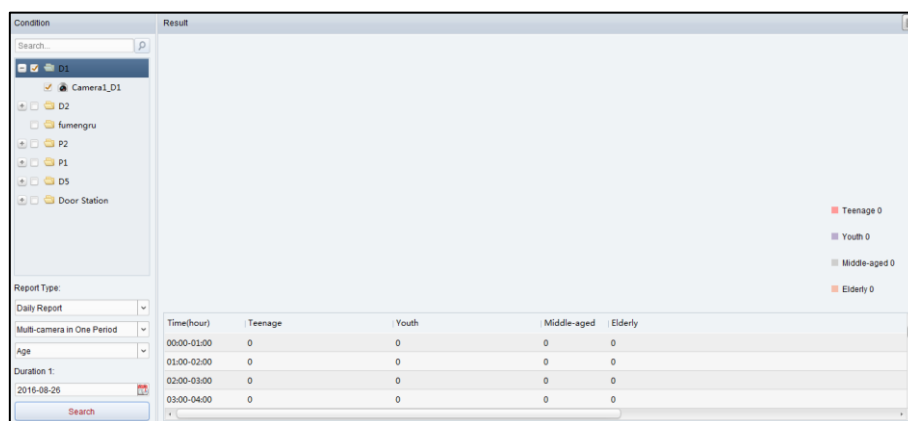 Condition
Result
Search...
D1
Camera1_D1
D2
fumengru
P2
P1
D5
Door Station
Teenage 0
Youth 0
Middle-aged 0
Elderly 0
Report Type:
Daily Report
Multi-camera in One Period
Age
Duration 1:
2016-08-26
Search
Time(hour) Teenage Youth Middle-aged Elderly
00:00-01:00 0 0 0 0
01:00-02:00 0 0 0 0
02:00-03:00 0 0 0 0
03:00-04:00 0 0 0 0